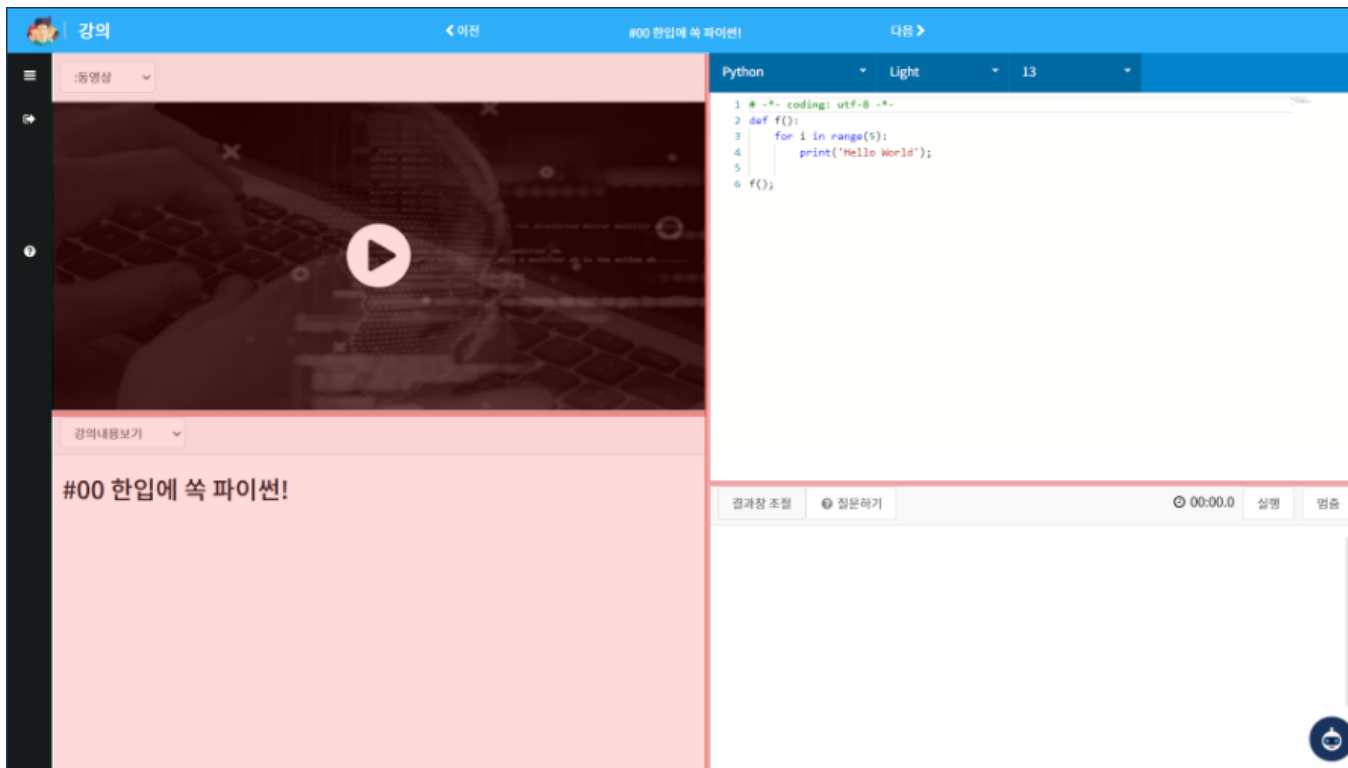 강의
이전
#00 한입에 쏙 파이썬!
다음
:동영상
Python
Light
13
1 # -*- coding: utf-8 -*-
2 def f():
3 for i in range(5):
4 print('Hello World');
5
6 f();
강의내용보기
#00 한입에 쏙 파이썬!
결과창 조절
질문하기
00:00.0
실행
멈춤